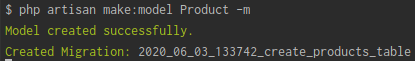 $ php artisan make:model Product -m
Model created successfully.
Created Migration: 2020_06_03_133742_create_products_table